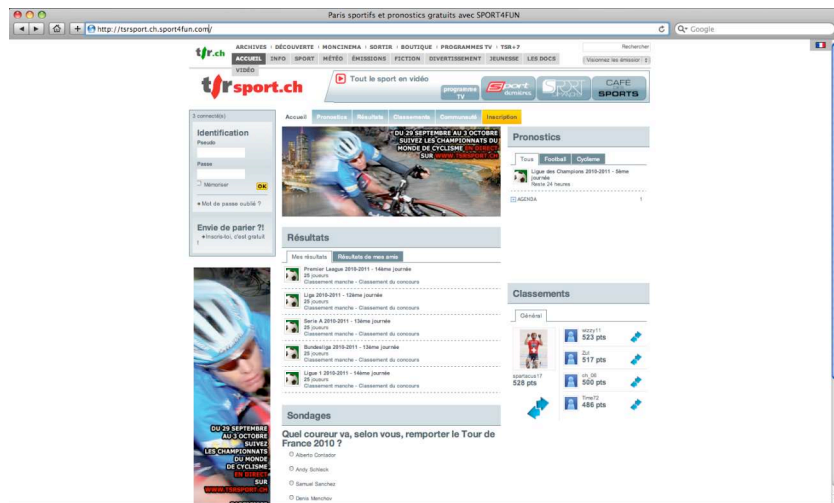 Paris sportifs et pronostics gratuits avec SPORT4FUN
http://tsrsport.ch.sport4fun.com/
Google
tsr.ch
ARCHIVES DÉCOUVERTE MONCINEMA SORTIR BOUTIQUE PROGRAMMES TV TSR+7
Rechercher
ACCUEIL INFO SPORT MÉTÉO ÉMISSIONS FICTION DIVERTISSEMENT JEUNESSE LES DOCS
Visionnez les émission
VIDÉO
tsrsport.ch
Tout le sport en vidéo
programme TV
Sport dernières
SPORT
CAFE
SPORTS
2 connecté(s)
Accueil Pronostics Résultats Classements Communauté Inscription
Identification
Pseudo
Passe
Mémoriser
OK
Mot de passe oublié ?
Envie de parier ?!
Inscris-toi, c'est gratuit !
DU 29 SEPTEMBRE AU 3 OCTOBRE
SUIVEZ LES CHAMPIONNATS DU
MONDE DE CYCLISME EN DIRECT
SUR WWW.TSRSPORT.CH
Pronostics
Tous Football Cyclisme
Ligue des Champions 2010-2011 - 5ème
journée
Reste 24 heures
AGENDA
Résultats
Mes résultats Résultats de mes amis
Premier League 2010-2011 - 14ème journée
25 joueurs
Classement manche - Classement du concours
Liga 2010-2011 - 12ème journée
25 joueurs
Classement manche - Classement du concours
Serie A 2010-2011 - 13ème journée
25 joueurs
Classement manche - Classement du concours
Bundesliga 2010-2011 - 13ème journée
25 joueurs
Classement manche - Classement du concours
Ligue 1 2010-2011 - 14ème journée
25 joueurs
Classement manche - Classement du concours
Classements
Général
spartacus17
528 pts
wizzy11
523 pts
Zul
517 pts
ch_06
500 pts
Time72
486 pts
DU 29 SEPTEMBRE
AU 3 OCTOBRE
SUIVEZ
LES CHAMPIONNATS
DU MONDE
DE CYCLISME
EN DIRECT
SUR
WWW.TSRSPORT.CH
Sondages
Quel coureur va, selon vous, remporter le Tour de
France 2010 ?
Alberto Contador
Andy Schleck
Samuel Sanchez
Denis Menchov